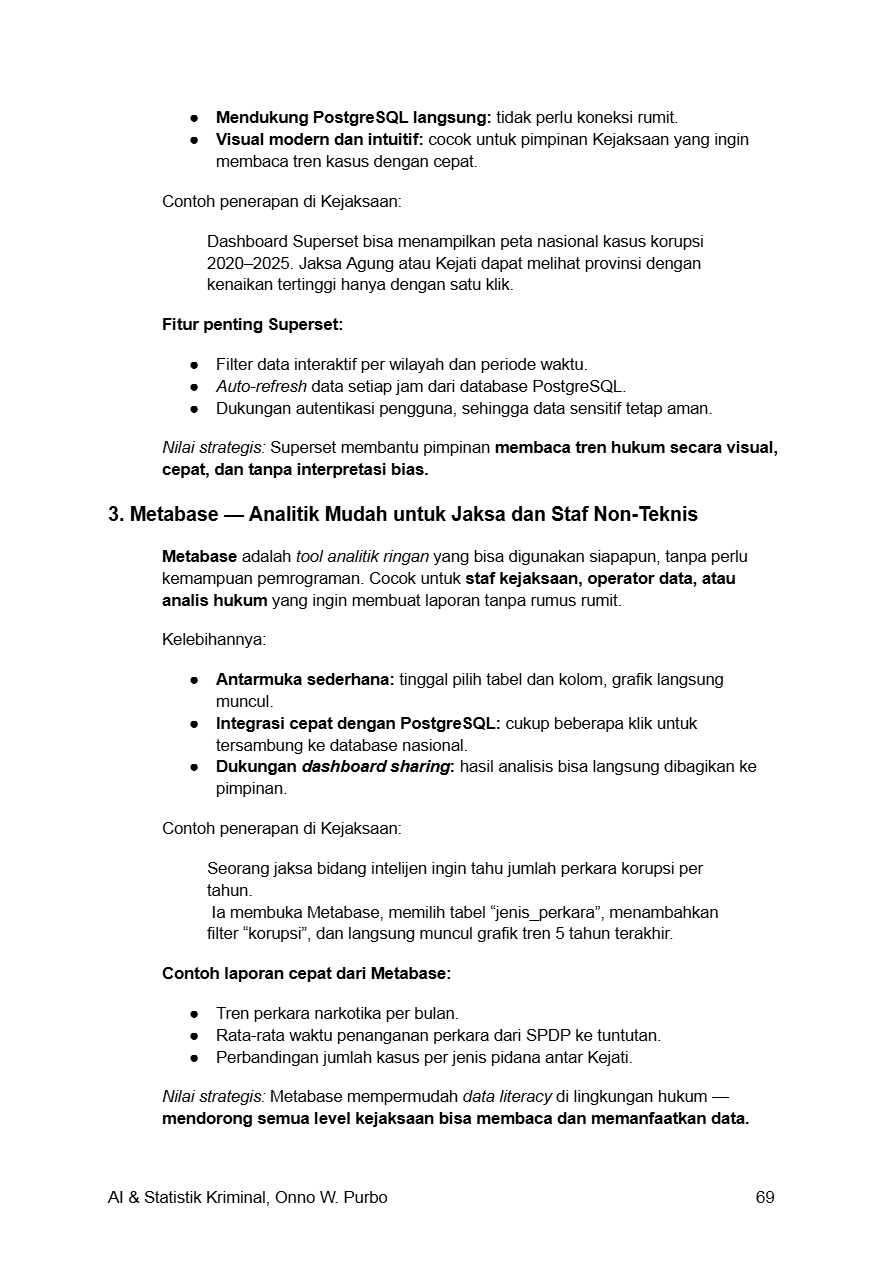 ● Mendukung PostgreSQL langsung: tidak perlu koneksi rumit.
● Visual modern dan intuitif: cocok untuk pimpinan Kejaksaan yang ingin
membaca tren kasus dengan cepat.
Contoh penerapan di Kejaksaan:
Dashboard Superset bisa menampilkan peta nasional kasus korupsi
2020–2025. Jaksa Agung atau Kejati dapat melihat provinsi dengan
kenaikan tertinggi hanya dengan satu klik.
Fitur penting Superset:
● Filter data interaktif per wilayah dan periode waktu.
● Auto-refresh data setiap jam dari database PostgreSQL.
● Dukungan autentikasi pengguna, sehingga data sensitif tetap aman.
Nilai strategis: Superset membantu pimpinan membaca tren hukum secara visual,
cepat, dan tanpa interpretasi bias.
3. Metabase — Analitik Mudah untuk Jaksa dan Staf Non-Teknis
Metabase adalah tool analitik ringan yang bisa digunakan siapapun, tanpa perlu
kemampuan pemrograman. Cocok untuk staf kejaksaan, operator data, atau
analis hukum yang ingin membuat laporan tanpa rumus rumit.
Kelebihannya:
● Antarmuka sederhana: tinggal pilih tabel dan kolom, grafik langsung
muncul.
● Integrasi cepat dengan PostgreSQL: cukup beberapa klik untuk
tersambung ke database nasional.
● Dukungan dashboard sharing: hasil analisis bisa langsung dibagikan ke
pimpinan.
Contoh penerapan di Kejaksaan:
Seorang jaksa bidang intelijen ingin tahu jumlah perkara korupsi per
tahun.
Ia membuka Metabase, memilih tabel “jenis_perkara”, menambahkan
filter “korupsi”, dan langsung muncul grafik tren 5 tahun terakhir.
Contoh laporan cepat dari Metabase:
● Tren perkara narkotika per bulan.
● Rata-rata waktu penanganan perkara dari SPDP ke tuntutan.
● Perbandingan jumlah kasus per jenis pidana antar Kejati.
Nilai strategis: Metabase mempermudah data literacy di lingkungan hukum —
mendorong semua level kejaksaan bisa membaca dan memanfaatkan data.
AI & Statistik Kriminal, Onno W. Purbo 69